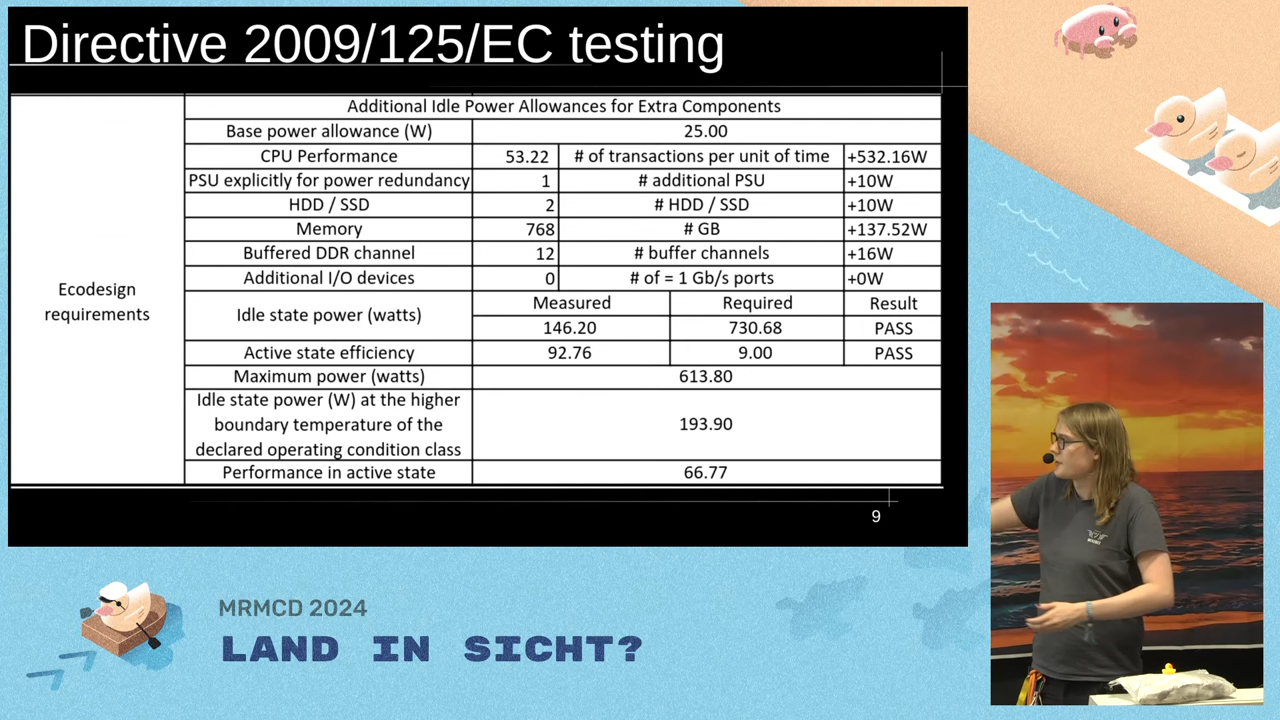 Directive 2009/125/EC testing
Additional Idle Power Allowances for Extra Components
Base power allowance (W) 25.00
CPU Performance 53.22 # of transactions per unit of time +532.16W
PSU explicitly for power redundancy 1 # additional PSU +10W
HDD / SSD 2 # HDD / SSD +10W
Memory 768 # GB +137.52W
Buffered DDR channel 12 # buffer channels +16W
Additional I/O devices 0 # of = 1 Gb/s ports +0W
Ecodesign
requirements
Idle state power (watts)
Measured Required Result
146.20 730.68 PASS
Active state efficiency 92.76 9.00 PASS
Maximum power (watts) 613.80
Idle state power (W) at the higher
boundary temperature of the
declared operating condition class
193.90
Performance in active state 66.77
9
MRMCD 2024
LAND IN SICHT?